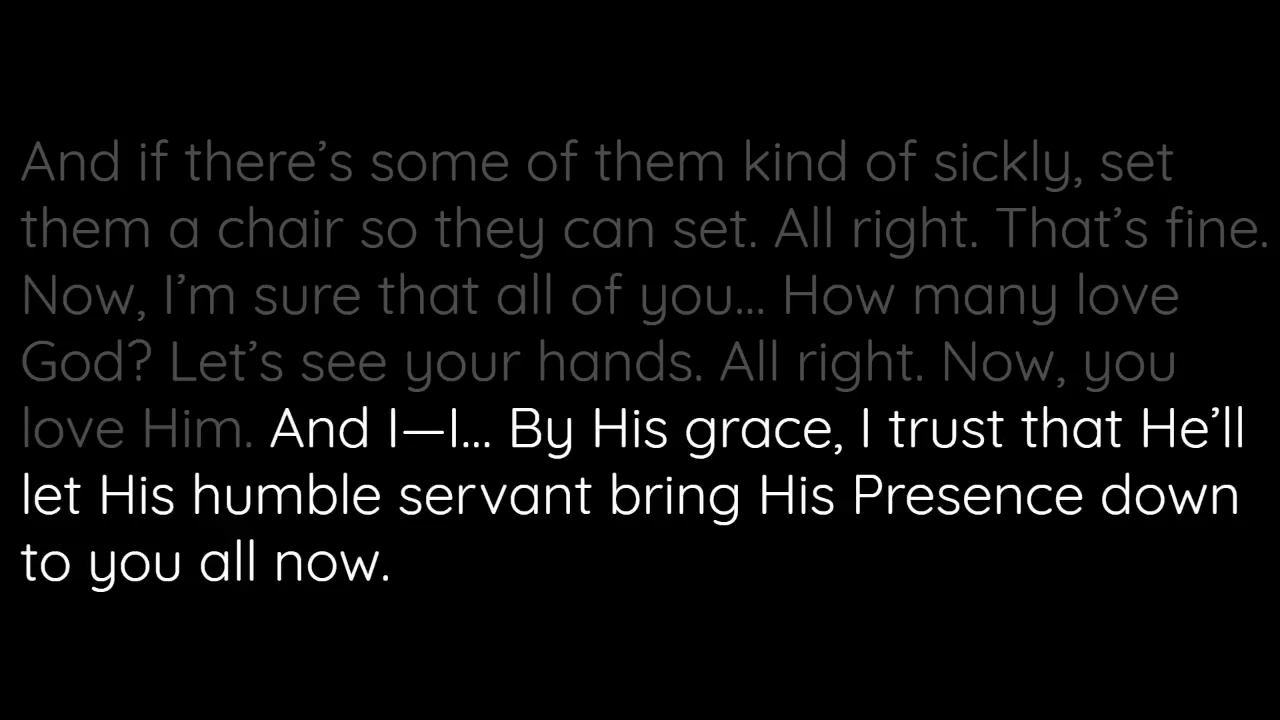 And if there’s some of them kind of sickly, set
them a chair so they can set. All right. That’s fine.
Now, I’m sure that all of you... How many love
God? Let’s see your hands. All right. Now, you
love Him. And I—I... By His grace, I trust that He’ll
let His humble servant bring His Presence down
to you all now.